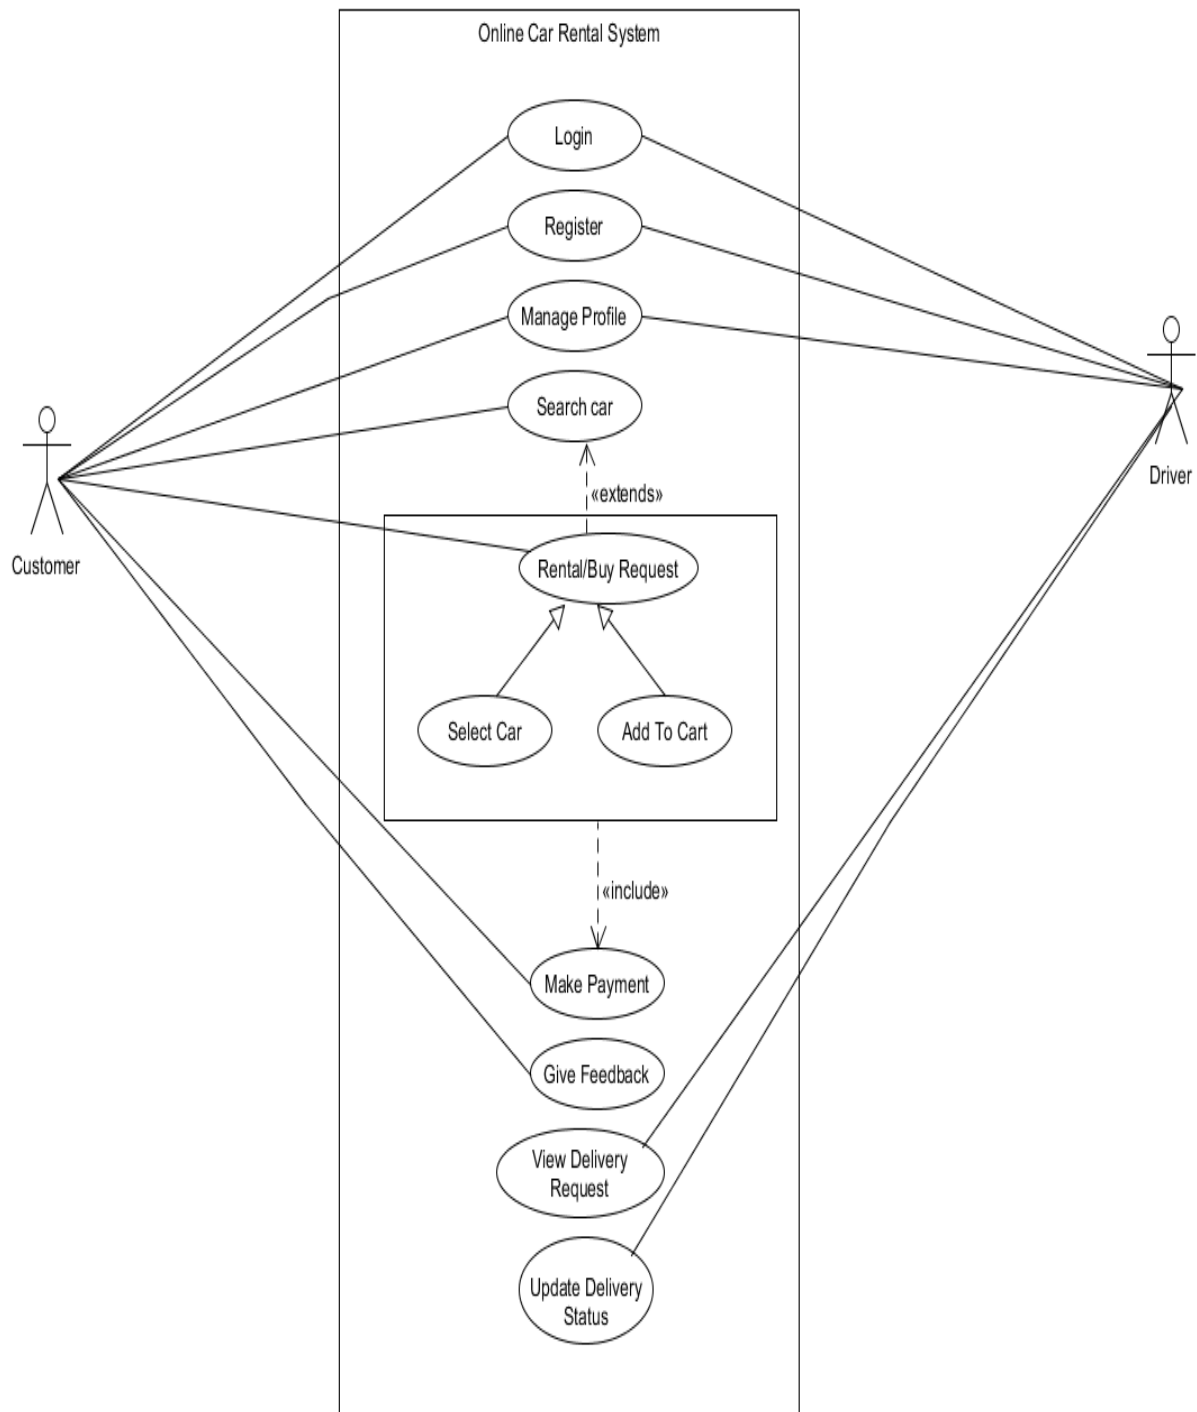 Online Car Rental System
Login
Register
Manage Profile
Search car
«extends»
Driver
Customer
Rental/Buy Request
Select Car
Add To Cart
«include»
Make Payment
Give Feedback
View Delivery
Request
Update Delivery
Status